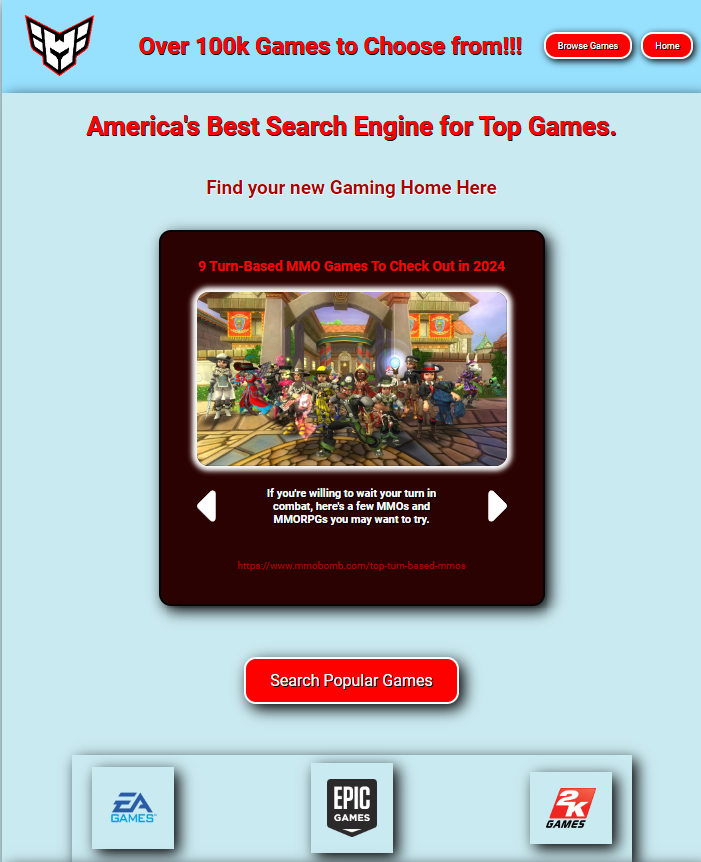 Over 100k Games to Choose from!!!
Browse Games
Home
America's Best Search Engine for Top Games.
Find your new Gaming Home Here
9 Turn-Based MMO Games To Check Out in 2024
If you're willing to wait your turn in
combat, here's a few MMOs and
MMORPGs you may want to try.
https://www.mmobomb.com/top-turn-based-mmos
Search Popular Games
EA
GAMES™
EPIC
GAMES
2K
GAMES